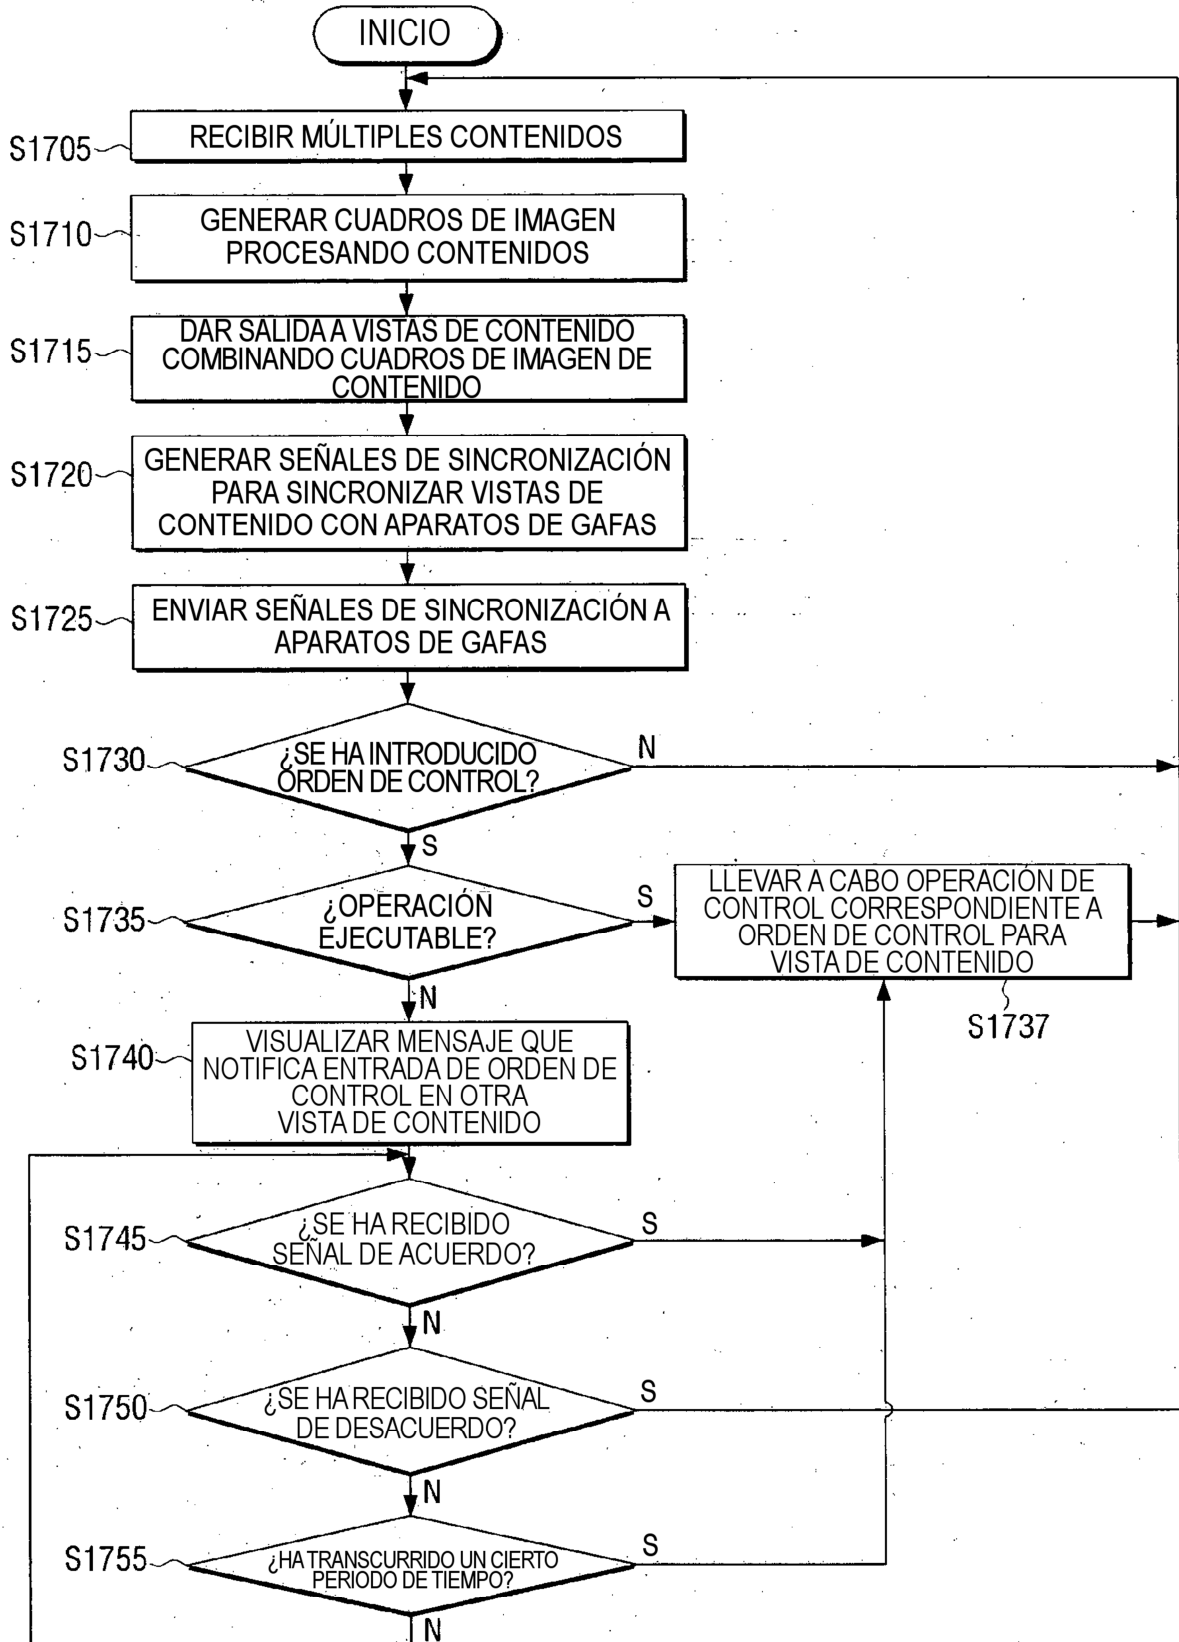 INICIO
S1705
RECIBIR MÚLTIPLES CONTENIDOS
S1710
GENERAR CUADROS DE IMAGEN
PROCESANDO CONTENIDOS
S1715
DAR SALIDA A VISTAS DE CONTENIDO
COMBINANDO CUADROS DE IMAGEN DE
CONTENIDO
S1720
GENERAR SEÑALES DE SINCRONIZACIÓN
PARA SINCRONIZAR VISTAS DE
CONTENIDO CON APARATOS DE GAFAS
S1725
ENVIAR SEÑALES DE SINCRONIZACIÓN A
APARATOS DE GAFAS
S1730
¿SE HA INTRODUCIDO
ORDEN DE CONTROL?
N
S
S1735
¿OPERACIÓN
EJECUTABLE?
S
LLEVAR A CABO OPERACIÓN DE
CONTROL CORRESPONDIENTE A
ORDEN DE CONTROL PARA
VISTA DE CONTENIDO
S1737
N
S1740
VISUALIZAR MENSAJE QUE
NOTIFICA ENTRADA DE ORDEN DE
CONTROL EN OTRA
VISTA DE CONTENIDO
S1745
¿SE HA RECIBIDO
SEÑAL DE ACUERDO?
S
N
S1750
¿SE HA RECIBIDO SEÑAL
DE DESACUERDO?
S
N
S1755
¿HA TRANSCURRIDO UN CIERTO
PERIODO DE TIEMPO?
S
N